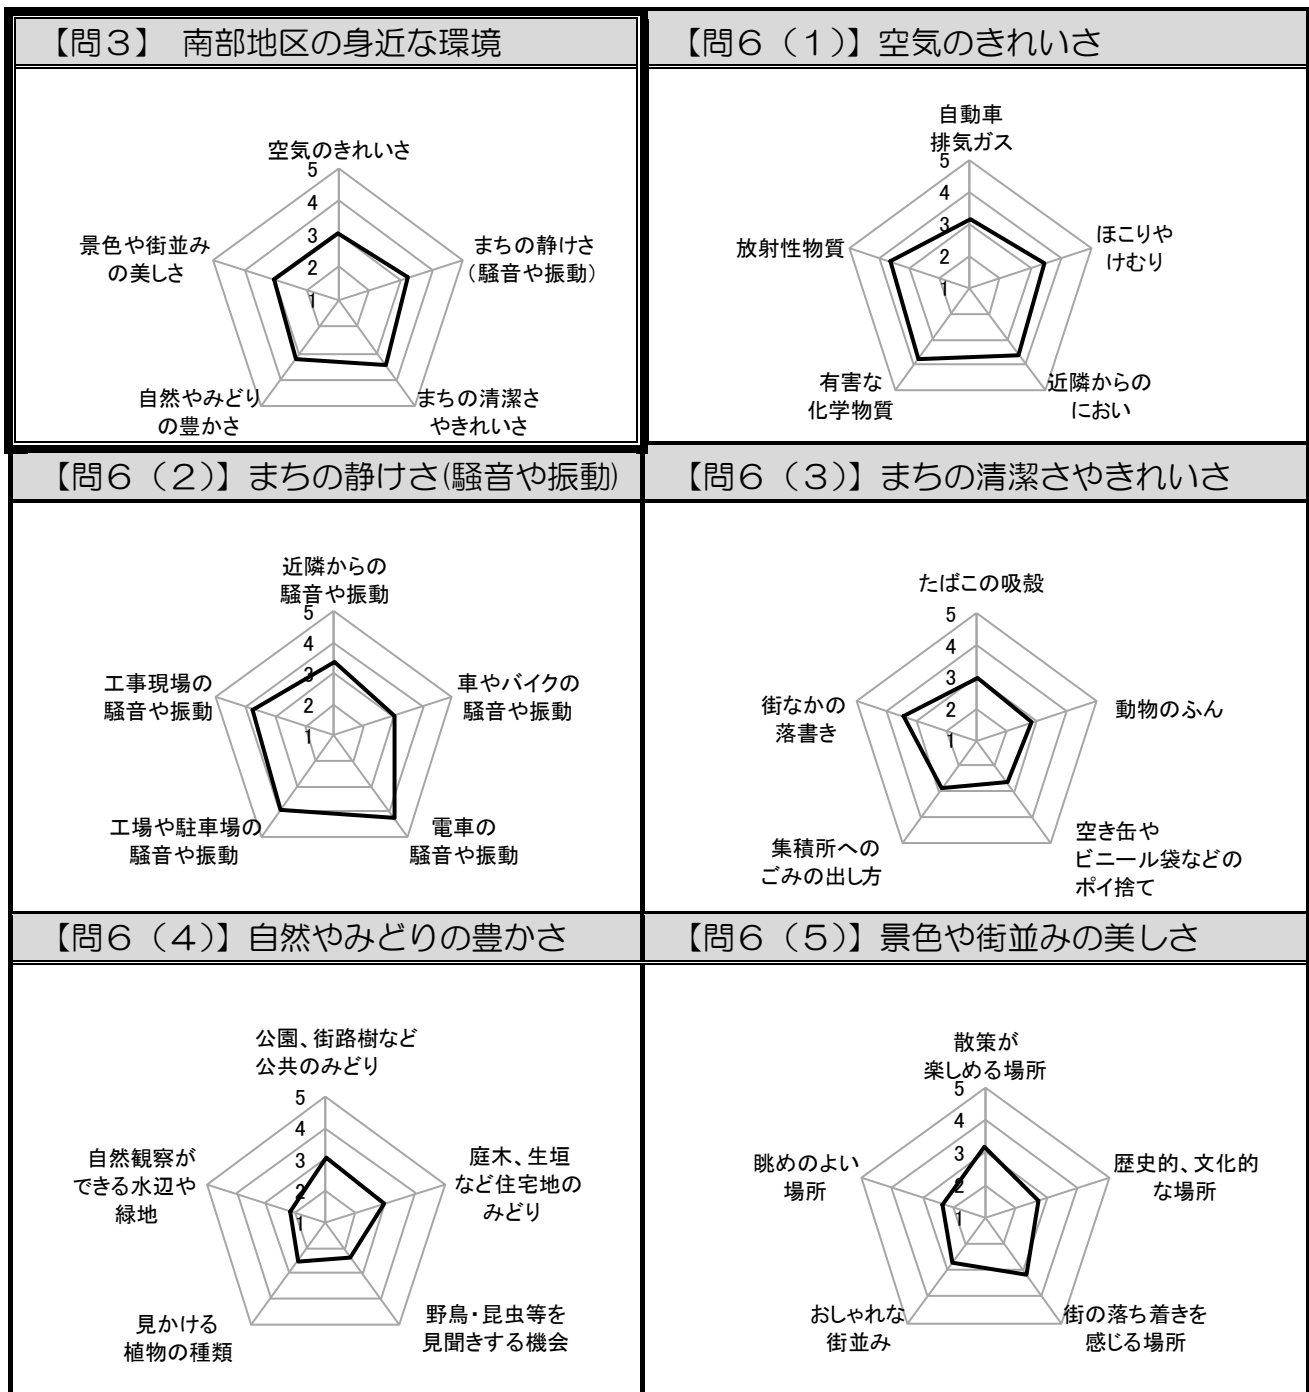 【問3】 南部地区の身近な環境
空気のきれいさ
5
4
3
2
1
まちの静けさ
(騒音や振動)
まちの清潔さ
やきれいさ
自然やみどり
の豊かさ
景色や街並み
の美しさ
【問6(1)】空気のきれいさ
自動車
排気ガス
5
4
3
2
1
ほこりや
けむり
近隣からの
におい
有害な
化学物質
放射性物質
【問6(2)】まちの静けさ(騒音や振動)
近隣からの
騒音や振動
5
4
3
2
1
車やバイクの
騒音や振動
電車の
騒音や振動
工場や駐車場の
騒音や振動
工事現場の
騒音や振動
【問6(3)】まちの清潔さやきれいさ
たばこの吸殻
5
4
3
2
1
動物のふん
空き缶や
ビニール袋などの
ポイ捨て
集積所への
ごみの出し方
街なかの
落書き
【問6(4)】自然やみどりの豊かさ
公園、街路樹など
公共のみどり
5
4
3
2
1
庭木、生垣
など住宅地の
みどり
野鳥・昆虫等を
見聞きする機会
見かける
植物の種類
自然観察が
できる水辺や
緑地
【問6(5)】景色や街並みの美しさ
散策が
楽しめる場所
5
4
3
2
1
歴史的、文化的
な場所
街の落ち着きを
感じる場所
おしゃれな
街並み
眺めのよい
場所